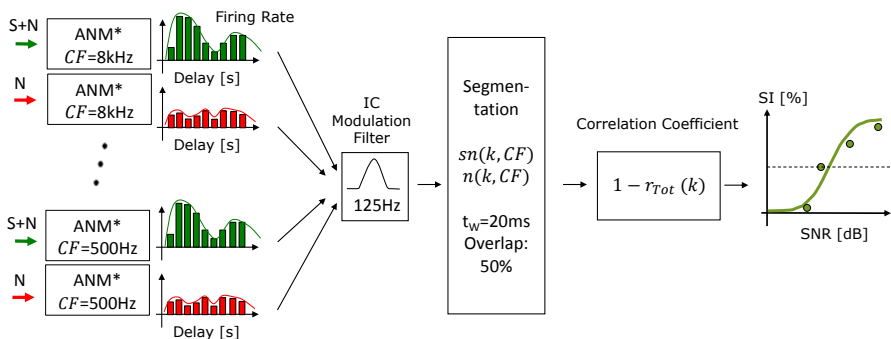 S+N
ANM*
CF=8kHz
Firing Rate
Delay [s]
N
ANM*
CF=8kHz
Delay [s]
S+N
ANM*
CF=500Hz
N
ANM*
CF=500Hz
Delay [s]
IC
Modulation
Filter
125Hz
Segmen-
tation
sn(k, CF)
n(k, CF)
tw=20ms
Overlap:
50%
Correlation Coefficient
1 − rTot (k)
SI [%]
SNR [dB]